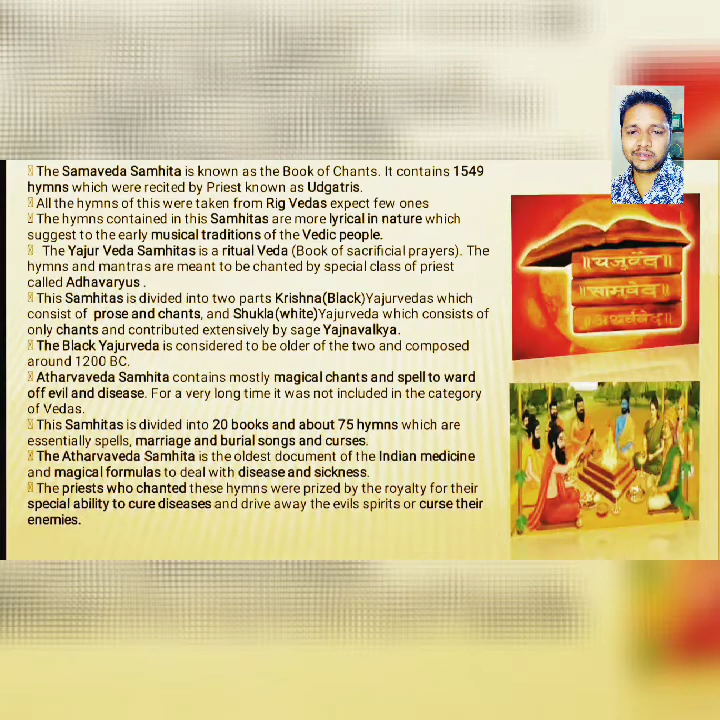 The Samaveda Samhita is known as the Book of Chants. It contains 1549
hymns which were recited by Priest known as Udgatris.
All the hymns of this were taken from Rig Vedas expect few ones
The hymns contained in this Samhitas are more lyrical in nature which
suggest to the early musical traditions of the Vedic people.
The Yajur Veda Samhitas is a ritual Veda (Book of sacrificial prayers). The
hymns and mantras are meant to be chanted by special class of priest
called Adhavaryus .
This Samhitas is divided into two parts Krishna(Black)Yajurvedas which
consist of prose and chants, and Shukla(white)Yajurveda which consists of
only chants and contributed extensively by sage Yajnavalkya.
The Black Yajurveda is considered to be older of the two and composed
around 1200 BC.
Atharvaveda Samhita contains mostly magical chants and spell to ward
off evil and disease. For a very long time it was not included in the category
of Vedas.
This Samhitas is divided into 20 books and about 75 hymns which are
essentially spells, marriage and burial songs and curses.
The Atharvaveda Samhita is the oldest document of the Indian medicine
and magical formulas to deal with disease and sickness.
The priests who chanted these hymns were prized by the royalty for their
special ability to cure diseases and drive away the evils spirits or curse their
enemies.
॥यजुर्वेद॥
॥सामवेद॥
॥अथर्ववेद॥